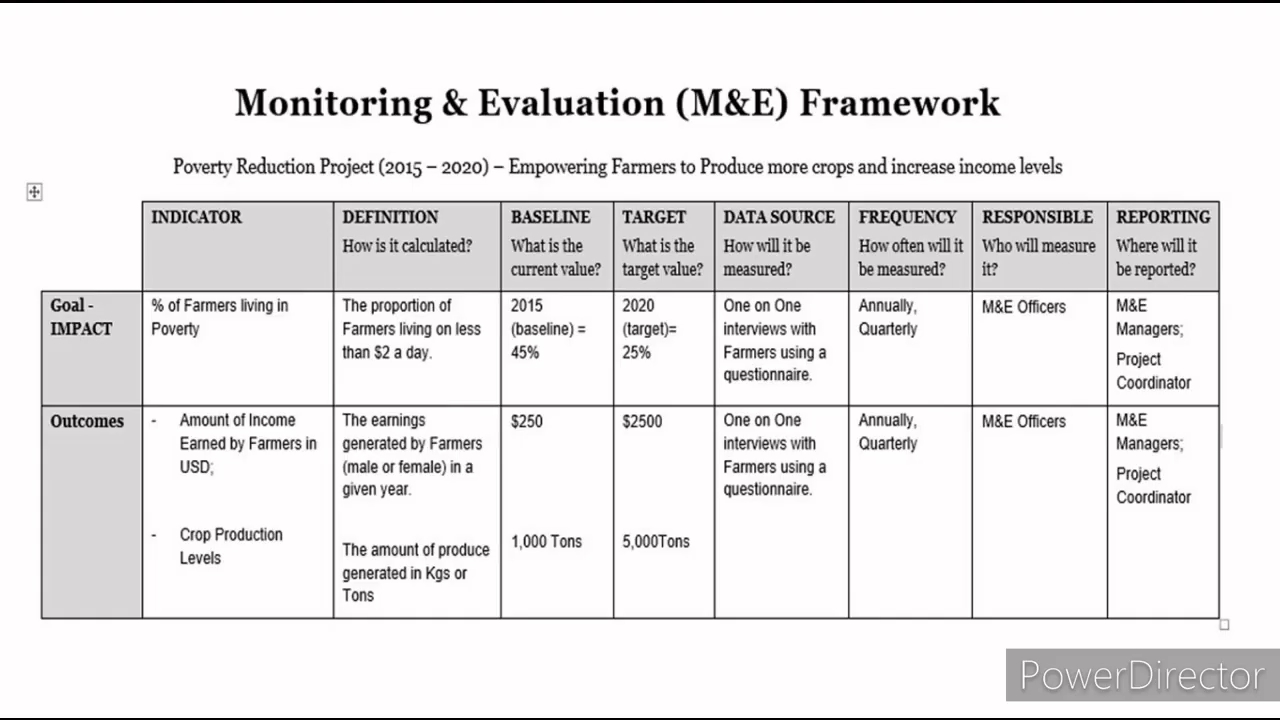 Monitoring & Evaluation (M&E) Framework
Poverty Reduction Project (2015 – 2020) – Empowering Farmers to Produce more crops and increase income levels
INDICATOR
DEFINITION
How is it calculated?
BASELINE
What is the
current value?
TARGET
What is the
target value?
DATA SOURCE
How will it be
measured?
FREQUENCY
How often will it
be measured?
RESPONSIBLE
Who will measure
it?
REPORTING
Where will it
be reported?
Goal -
IMPACT
% of Farmers living in
Poverty
The proportion of
Farmers living on less
than $2 a day.
2015
(baseline) =
45%
2020
(target)=
25%
One on One
interviews with
Farmers using a
questionnaire.
Annually,
Quarterly
M&E Officers
M&E
Managers;
Project
Coordinator
Outcomes
- Amount of Income
Earned by Farmers in
USD;
- Crop Production
Levels
The earnings
generated by Farmers
(male or female) in a
given year.
The amount of produce
generated in Kgs or
Tons
$250
1,000 Tons
$2500
5,000Tons
One on One
interviews with
Farmers using a
questionnaire.
Annually,
Quarterly
M&E Officers
M&E
Managers;
Project
Coordinator
PowerDirector